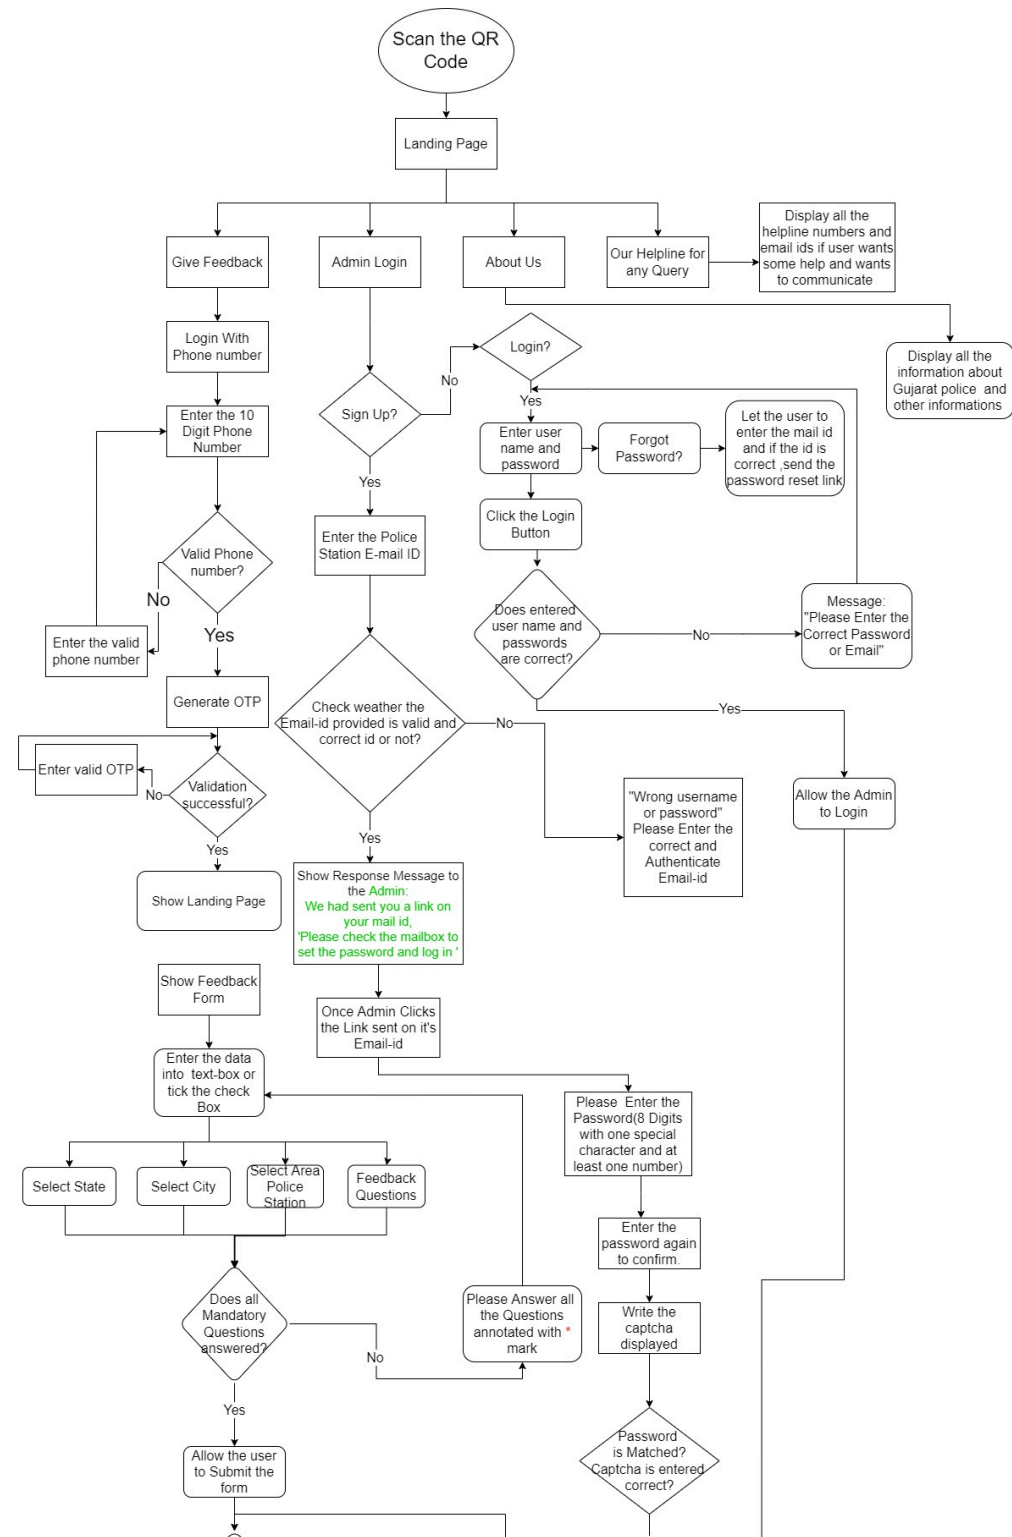 Scan the QR
Code
Landing Page
Give Feedback
Admin Login
About Us
Our Helpline for
any Query
Display all the
helpline numbers and
email ids if user wants
some help and wants
to communicate
Login With
Phone number
Login?
Display all the
information about
Gujarat police and
other informations
No
Yes
Enter the 10
Digit Phone
Number
Sign Up?
Enter user
name and
password
Forgot
Password?
Let the user to
enter the mail id
and if the id is
correct ,send the
password reset link
Yes
Click the Login
Button
Enter the Police
Station E-mail ID
Valid Phone
number?
No
Yes
Enter the valid
phone number
Does entered
user name and
passwords
are correct?
No
Message:
"Please Enter the
Correct Password
or Email"
Generate OTP
Check weather the
Email-id provided is valid and
correct id or not?
No
Yes
Enter valid OTP
No
Validation
successful?
Yes
Yes
"Wrong username
or password"
Please Enter the
correct and
Authenticate
Email-id
Allow the Admin
to Login
Show Landing Page
Show Response Message to
the Admin:
We had sent you a link on
your mail id,
'Please check the mailbox to
set the password and log in '
Show Feedback
Form
Once Admin Clicks
the Link sent on it's
Email-id
Enter the data
into text-box or
tick the check
Box
Please Enter the
Password(8 Digits
with one special
character and at
least one number)
Select State
Select City
Select Area
Police
Station
Feedback
Questions
Enter the
password again
to confirm.
Does all
Mandatory
Questions
answered?
No
Please Answer all
the Questions
annotated with *
mark
Write the
captcha
displayed
Yes
Allow the user
to Submit the
form
Password
is Matched?
Captcha is entered
correct?